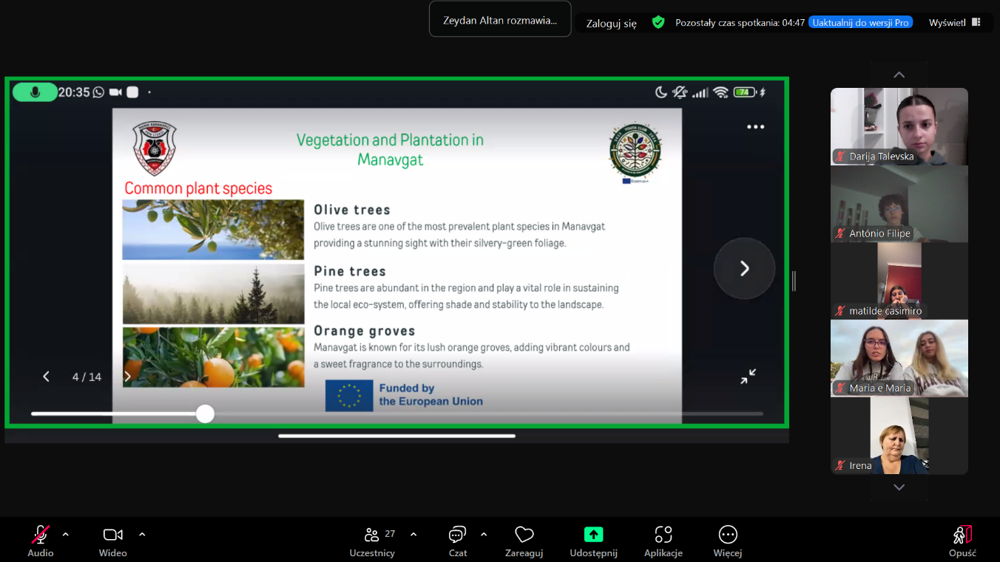 Zeydan Altan rozmawia...
Zaloguj się
Pozostały czas spotkania: 04:47
Uaktualnij do wersji Pro
Wyświetl
20:35
74
Vegetation and Plantation in
Manavgat
YOUTH CLUB
Erasmus+
Common plant species
Olive trees
Olive trees are one of the most prevalent plant species in Manavgat
providing a stunning sight with their silvery-green foliage.
Pine trees
Pine trees are abundant in the region and play a vital role in sustaining
the local eco-system, offering shade and stability to the landscape.
Orange groves
Manavgat is known for its lush orange groves, adding vibrant colours and
a sweet fragrance to the surroundings.
4 / 14
Funded by
the European Union
Darija Talevska
António Filipe
matilde casimiro
Maria e Maria
Irena
Audio
Wideo
27
Uczestnicy
Czat
Zareaguj
Udostępnij
Aplikacje
Więcej
Opuść